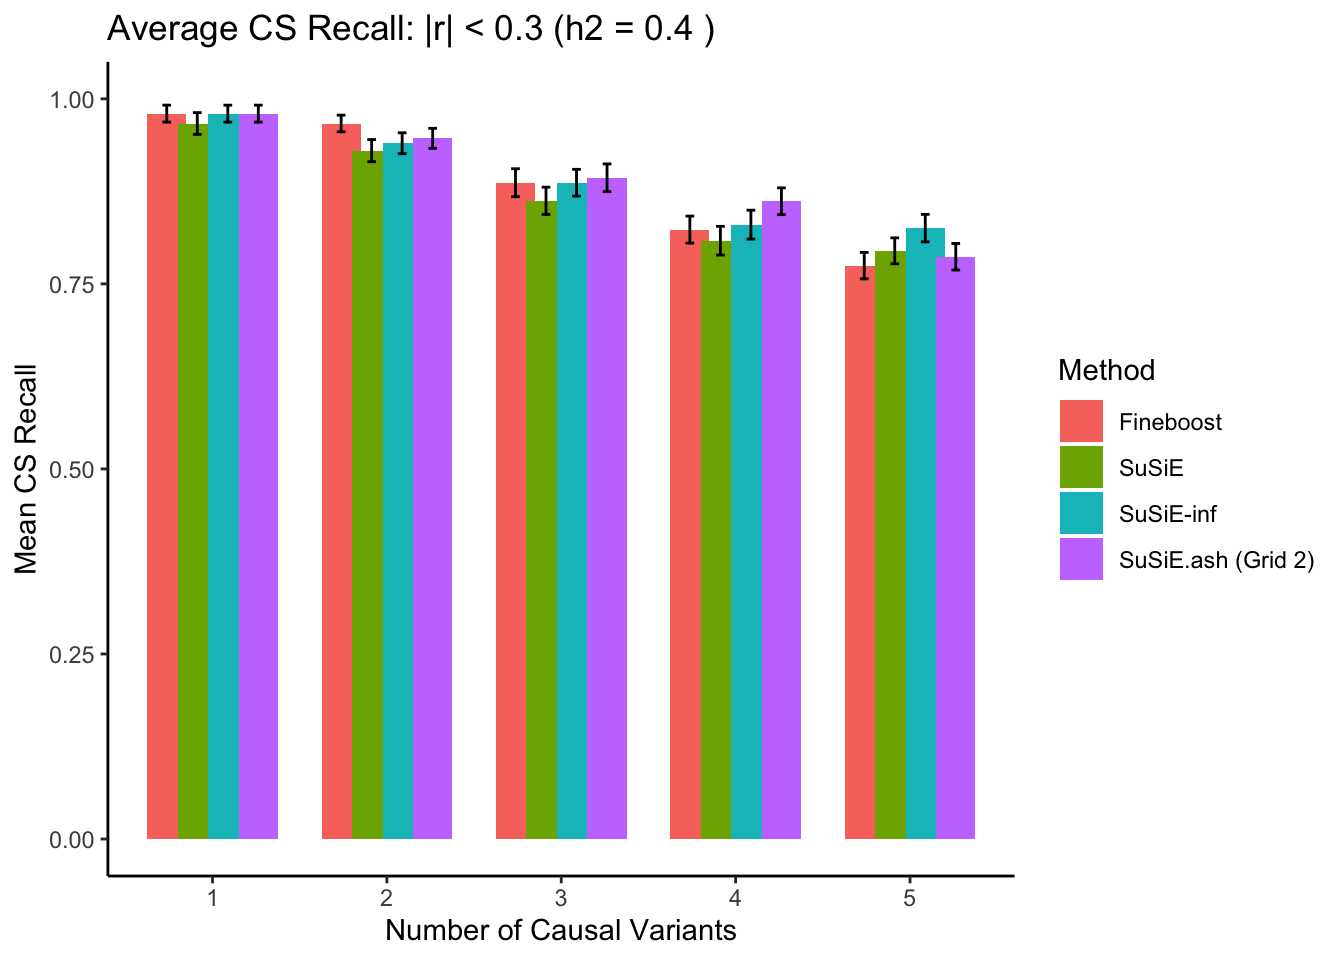 Average CS Recall: |r| < 0.3 (h2 = 0.4 )
Mean CS Recall
1.00
0.75
0.50
0.25
0.00
1 2 3 4 5
Number of Causal Variants
Method
Fineboost
SuSiE
SuSiE-inf
SuSiE.ash (Grid 2)